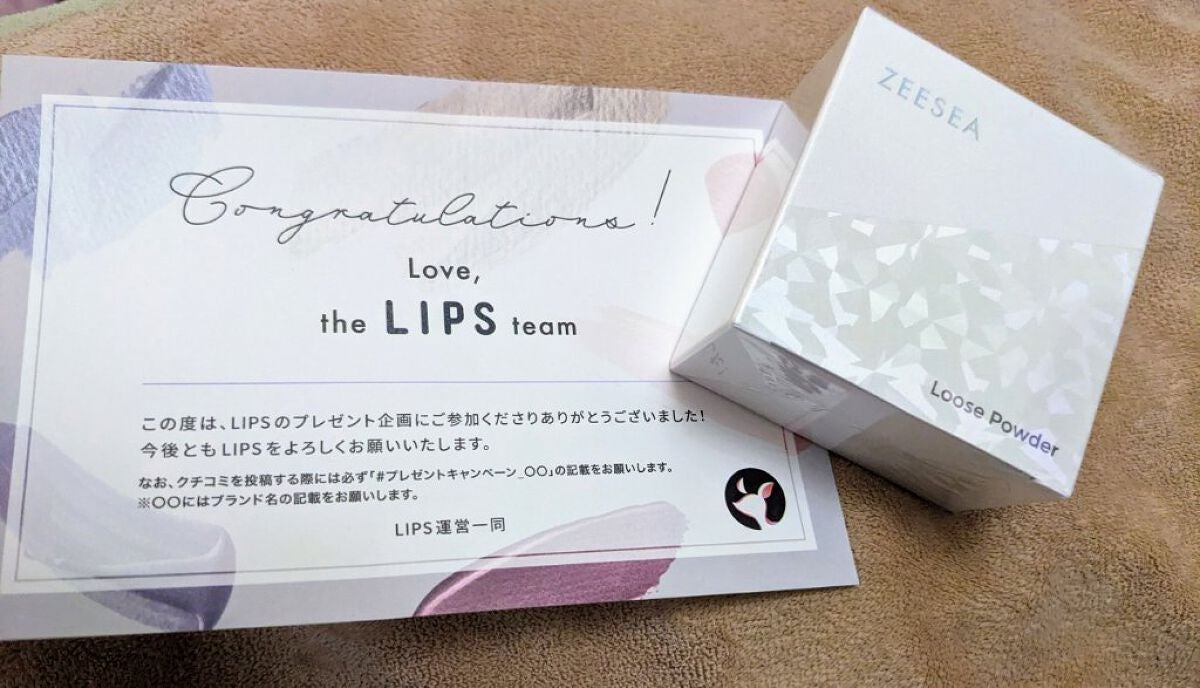 Congratulations!
Love,
the LIPS team
この度は、LIPSのプレゼント企画にご参加くださりありがとうございました!
今後ともLIPSをよろしくお願いいたします。
なお、クチコミを投稿する際には必ず「#プレゼントキャンペーン_〇〇」の記載をお願いします。
※〇〇にはブランド名の記載をお願いします。
LIPS運営一同
ZEESEA
Loose Powder